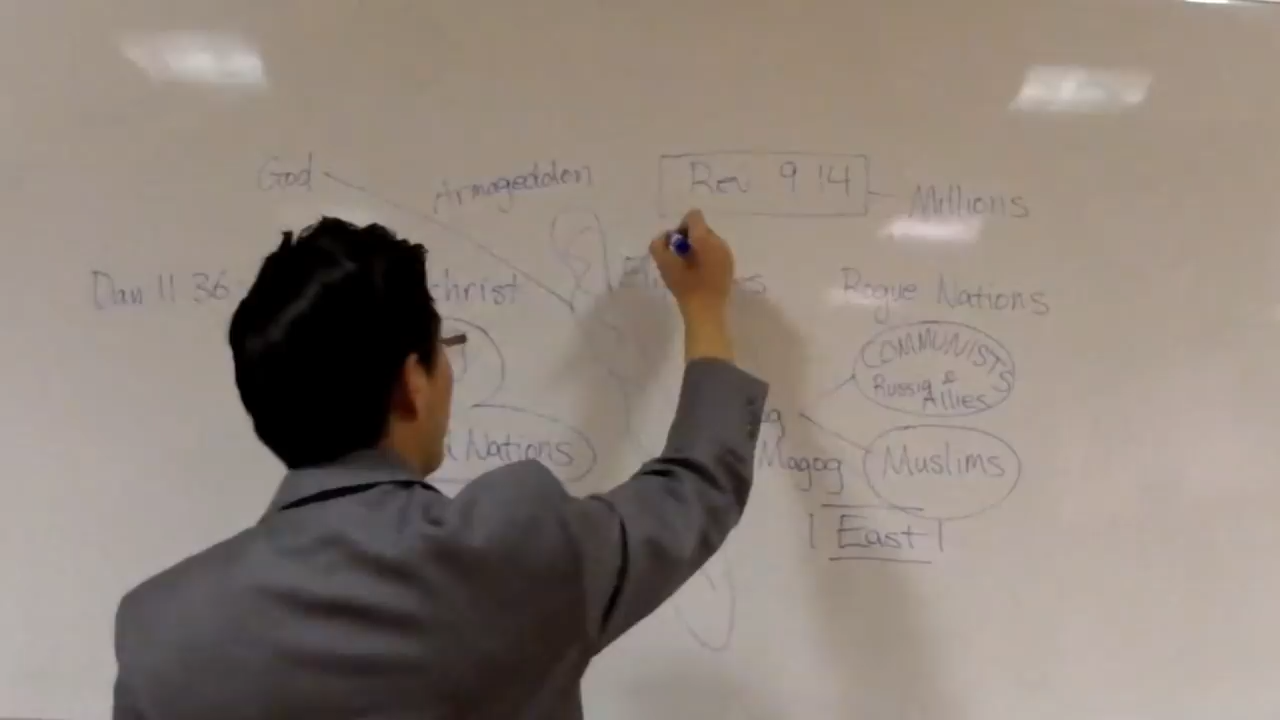 God
Armageddon
Rev 9 14
Millions
Dan 11 36
christ
Rogue Nations
COMMUNISTS
Russia &
Allies
Nations
Magog
Muslims
East